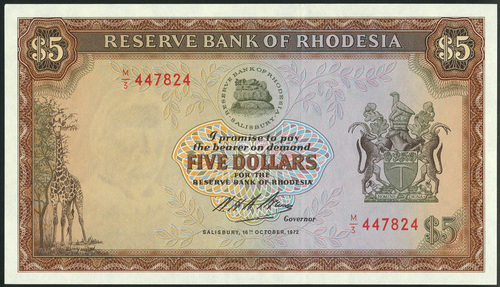 $5 RESERVE BANK OF RHODESIA $5
M/3 447824
RESERVE BANK OF RHODESIA
SALISBURY
I promise to pay
the bearer on demand
FIVE DOLLARS
FOR THE
RESERVE BANK OF RHODESIA
Governor
SALISBURY, 16TH OCTOBER, 1972.
M/3 447824 $5